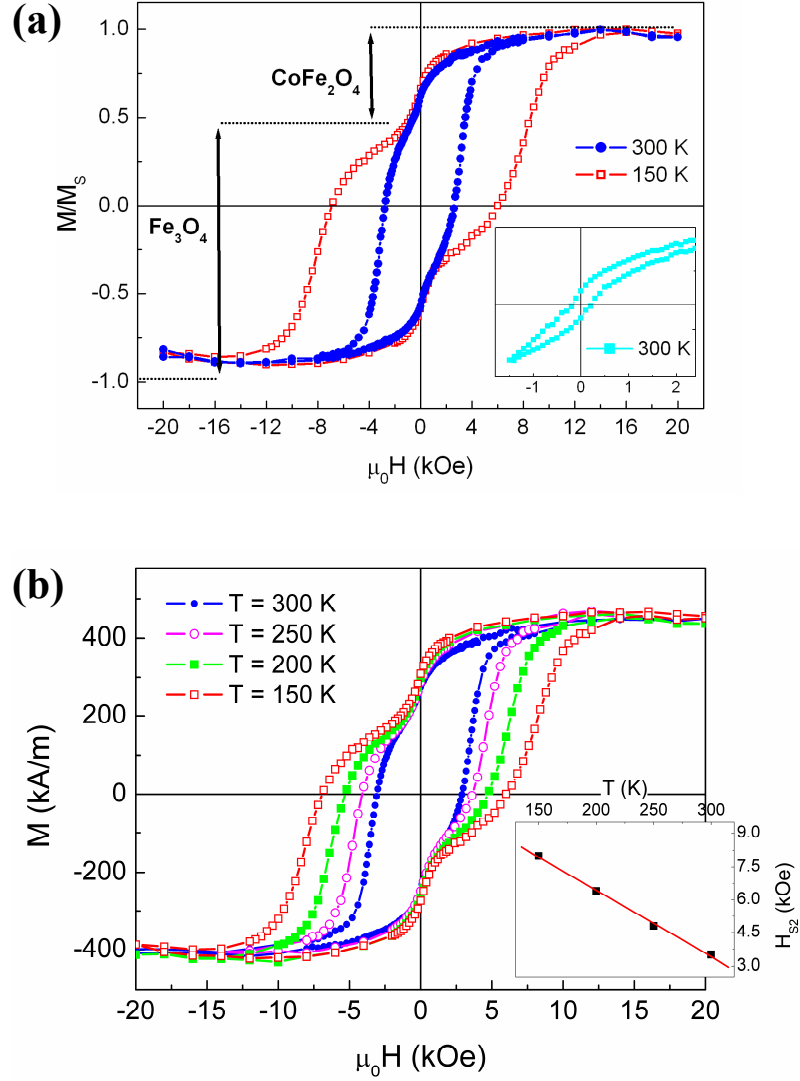 (a)
1.0
CoFe2O4
0.5
300 K
150 K
M/MS
0.0
Fe3O4
-0.5
300 K
-1 0 1 2
-1.0
-20 -16 -12 -8 -4 0 4 8 12 16 20
μ0H (kOe)
(b)
T = 300 K
T = 250 K
T = 200 K
T = 150 K
400
200
M (kA/m)
0
-200
-400
T (K)
150 200 250 300
9.0
7.5
6.0
4.5
3.0
HS2 (kOe)
-20 -15 -10 -5 0 5 10 15 20
μ0H (kOe)